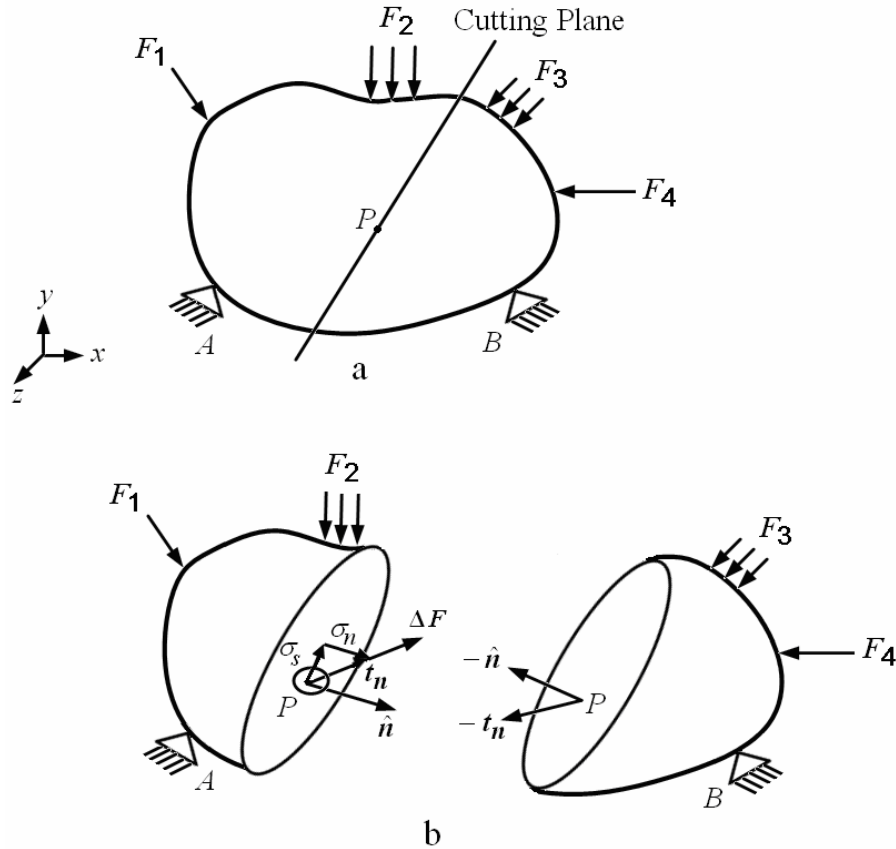 Cutting Plane
F2
F1
F3
P
F4
y
A
B
x
z
a
F2
F1
F3
ΔF
σn
σs
tn
F4
−n̂
P
n̂
P
−tn
A
B
b